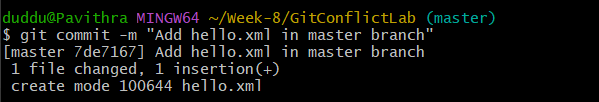 duddu@Pavithra MINGW64 ~/Week-8/GitConflictLab (master)
$ git commit -m "Add hello.xml in master branch"
[master 7de7167] Add hello.xml in master branch
 1 file changed, 1 insertion(+)
 create mode 100644 hello.xml